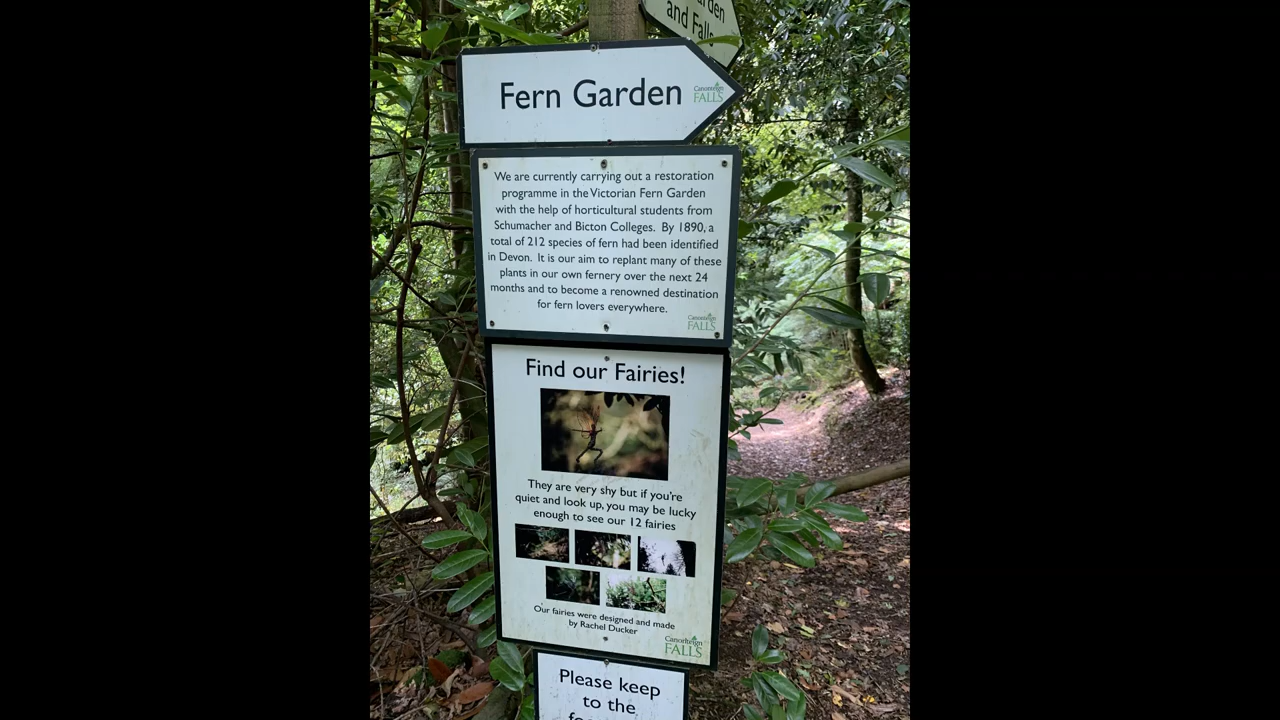 and Falls
Fern Garden
Canonteign
FALLS
We are currently carrying out a restoration
programme in the Victorian Fern Garden
with the help of horticultural students from
Schumacher and Bicton Colleges. By 1890, a
total of 212 species of fern had been identified
in Devon. It is our aim to replant many of these
plants in our own fernery over the next 24
months and to become a renowned destination
for fern lovers everywhere.
Canonteign
FALLS
Find our Fairies!
They are very shy but if you're
quiet and look up, you may be lucky
enough to see our 12 fairies
Our fairies were designed and made
by Rachel Ducker
Canonteign
FALLS
Please keep
to the